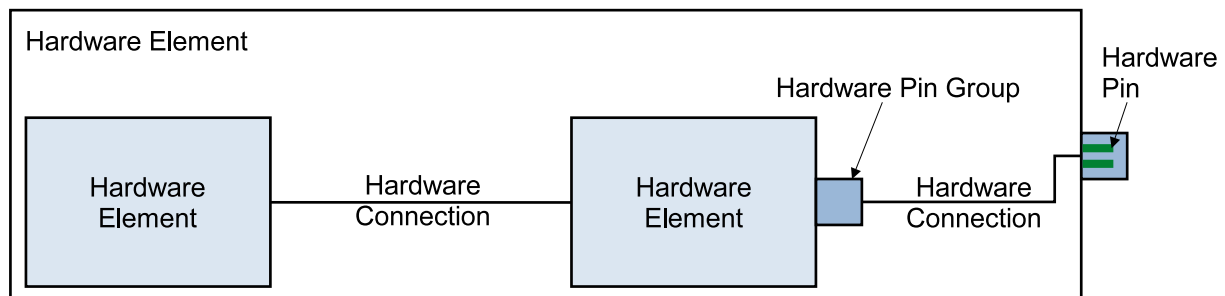 Hardware Element
Hardware
Pin
Hardware Pin Group
Hardware
Element
Hardware
Connection
Hardware
Element
Hardware
Connection